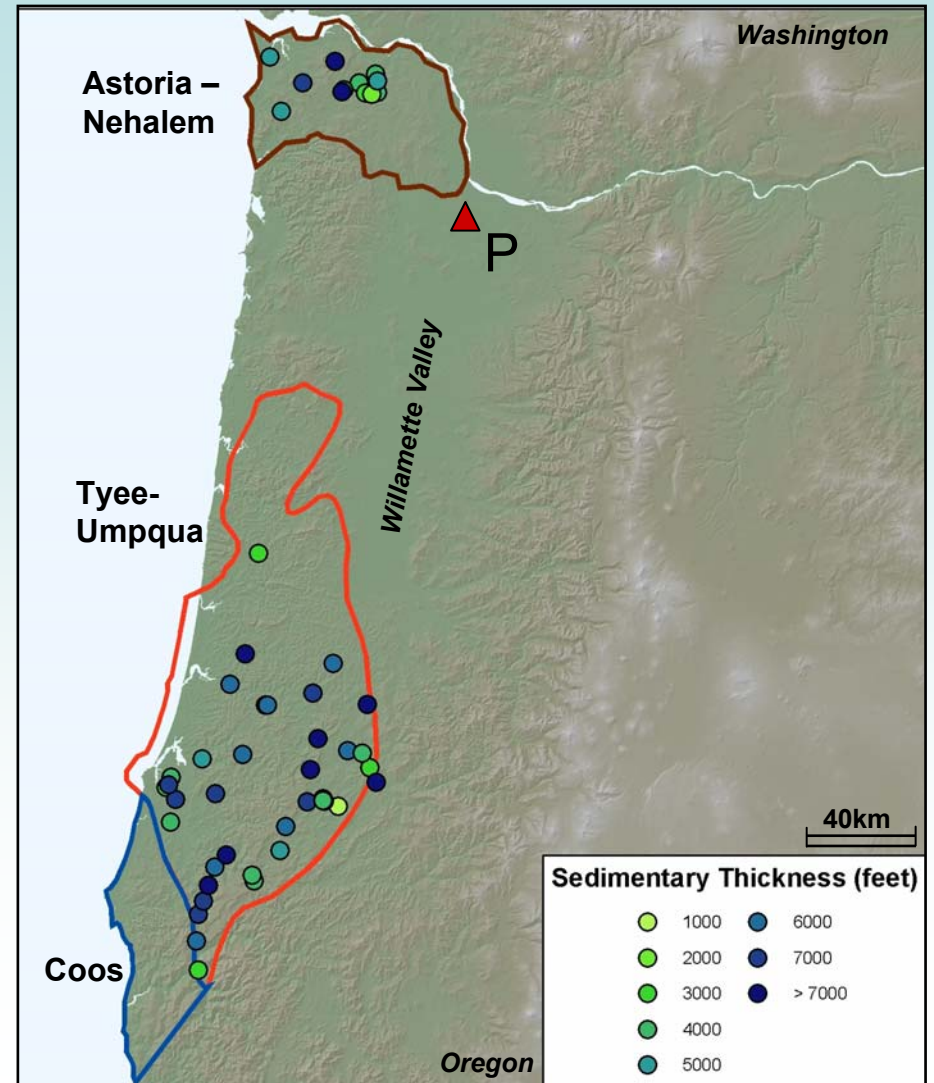 Washington
Astoria –
Nehalem
P
Willamette Valley
Tyee-
Umpqua
40km
Sedimentary Thickness (feet)
1000
2000
3000
4000
5000
6000
7000
> 7000
Coos
Oregon